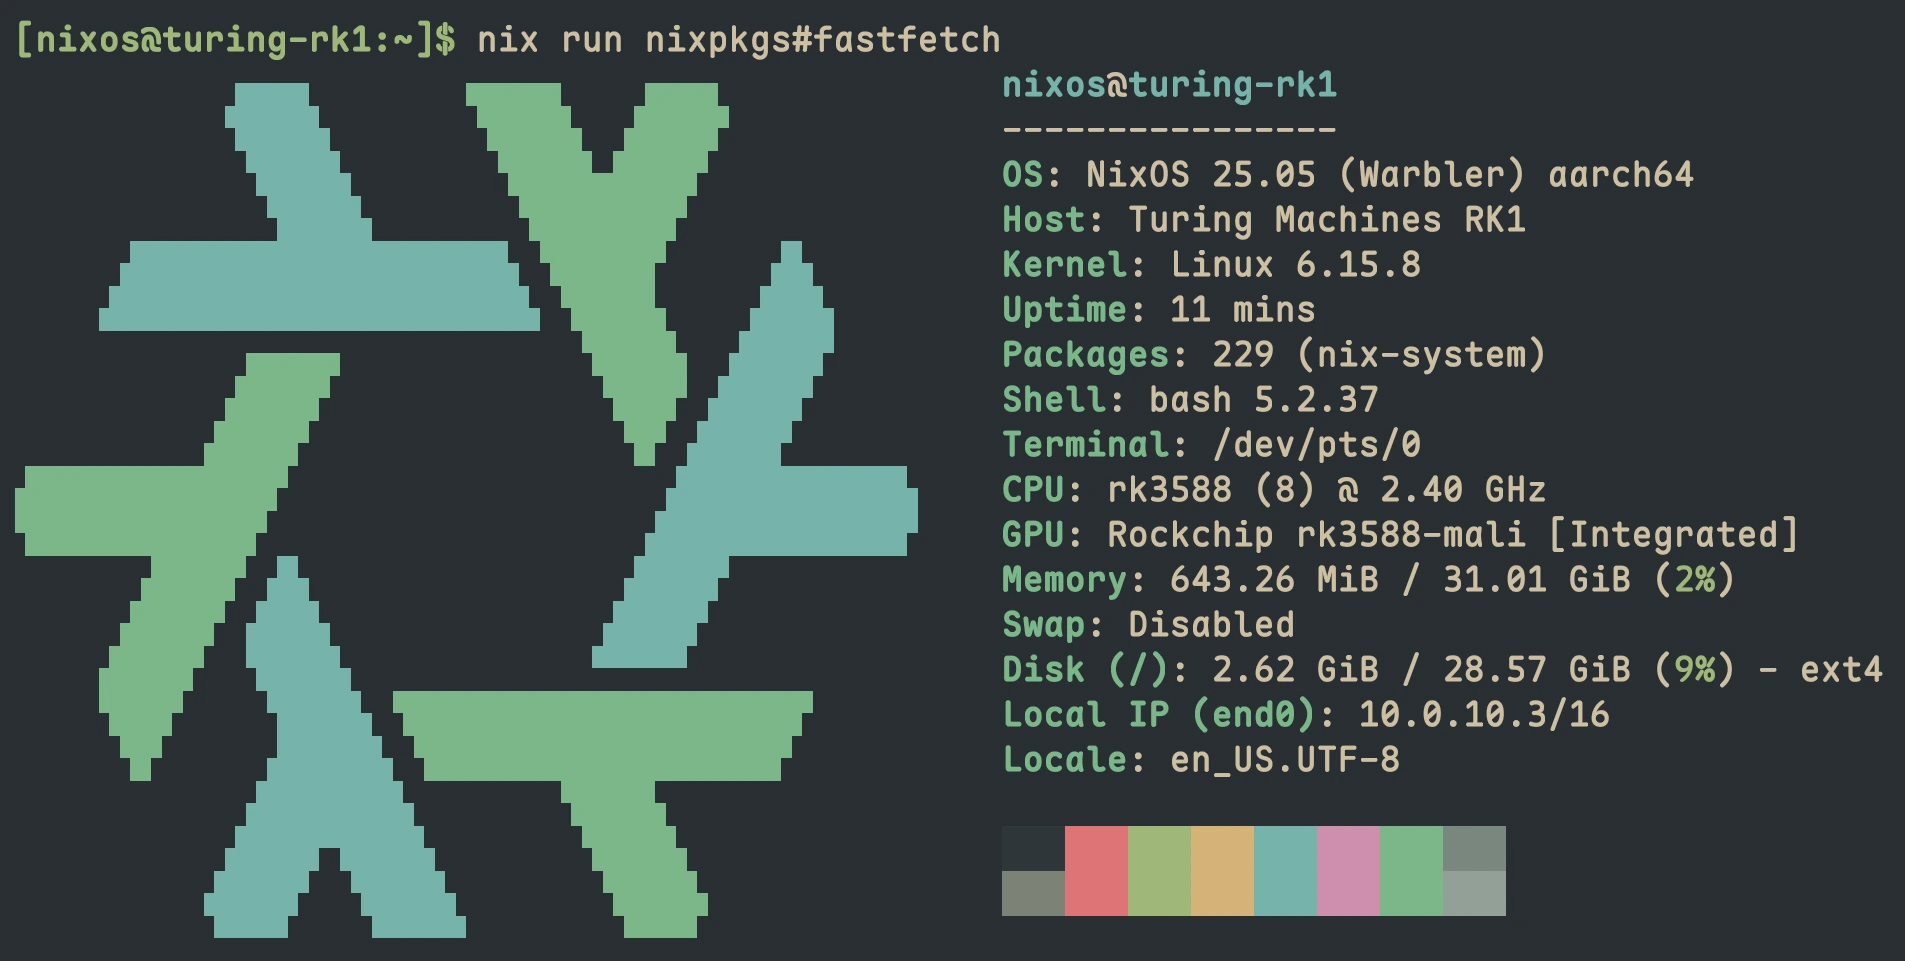 [nixos@turing-rk1:~]$ nix run nixpkgs#fastfetch
nixos@turing-rk1
----------------
OS: NixOS 25.05 (Warbler) aarch64
Host: Turing Machines RK1
Kernel: Linux 6.15.8
Uptime: 11 mins
Packages: 229 (nix-system)
Shell: bash 5.2.37
Terminal: /dev/pts/0
CPU: rk3588 (8) @ 2.40 GHz
GPU: Rockchip rk3588-mali [Integrated]
Memory: 643.26 MiB / 31.01 GiB (2%)
Swap: Disabled
Disk (/): 2.62 GiB / 28.57 GiB (9%) - ext4
Local IP (end0): 10.0.10.3/16
Locale: en_US.UTF-8